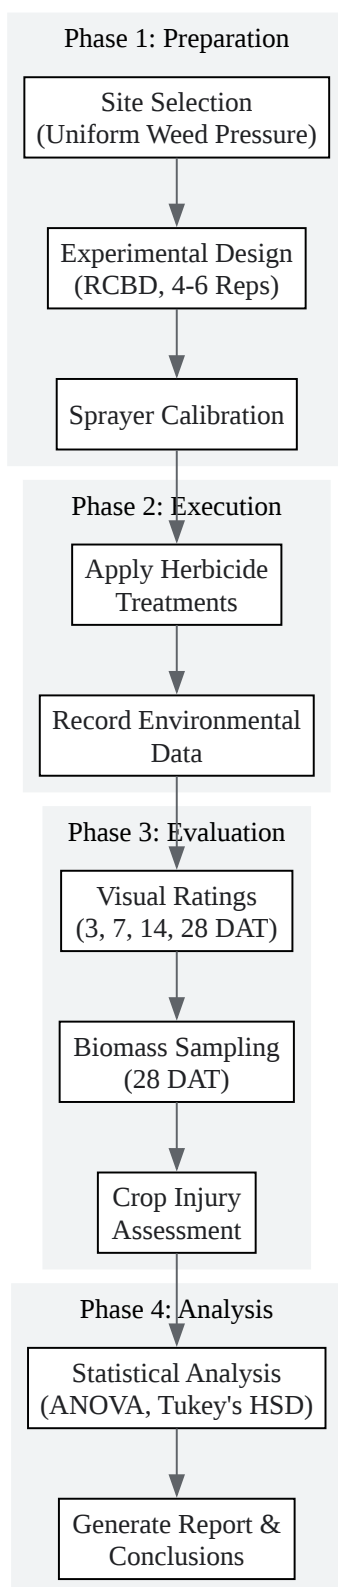 Phase 1: Preparation
Site Selection
(Uniform Weed Pressure)
Experimental Design
(RCBD, 4-6 Reps)
Sprayer Calibration
Phase 2: Execution
Apply Herbicide
Treatments
Record Environmental
Data
Phase 3: Evaluation
Visual Ratings
(3, 7, 14, 28 DAT)
Biomass Sampling
(28 DAT)
Crop Injury
Assessment
Phase 4: Analysis
Statistical Analysis
(ANOVA, Tukey's HSD)
Generate Report &
Conclusions